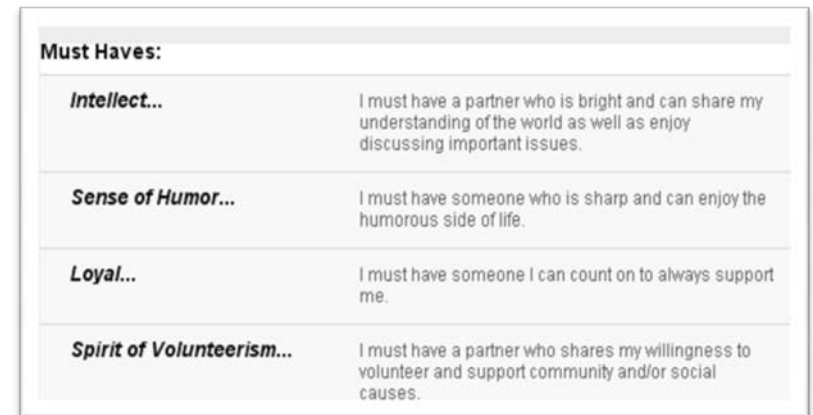 Must Haves:
Intellect...
I must have a partner who is bright and can share my
understanding of the world as well as enjoy
discussing important issues.
Sense of Humor...
I must have someone who is sharp and can enjoy the
humorous side of life.
Loyal...
I must have someone I can count on to always support
me.
Spirit of Volunteerism...
I must have a partner who shares my willingness to
volunteer and support community and/or social
causes.